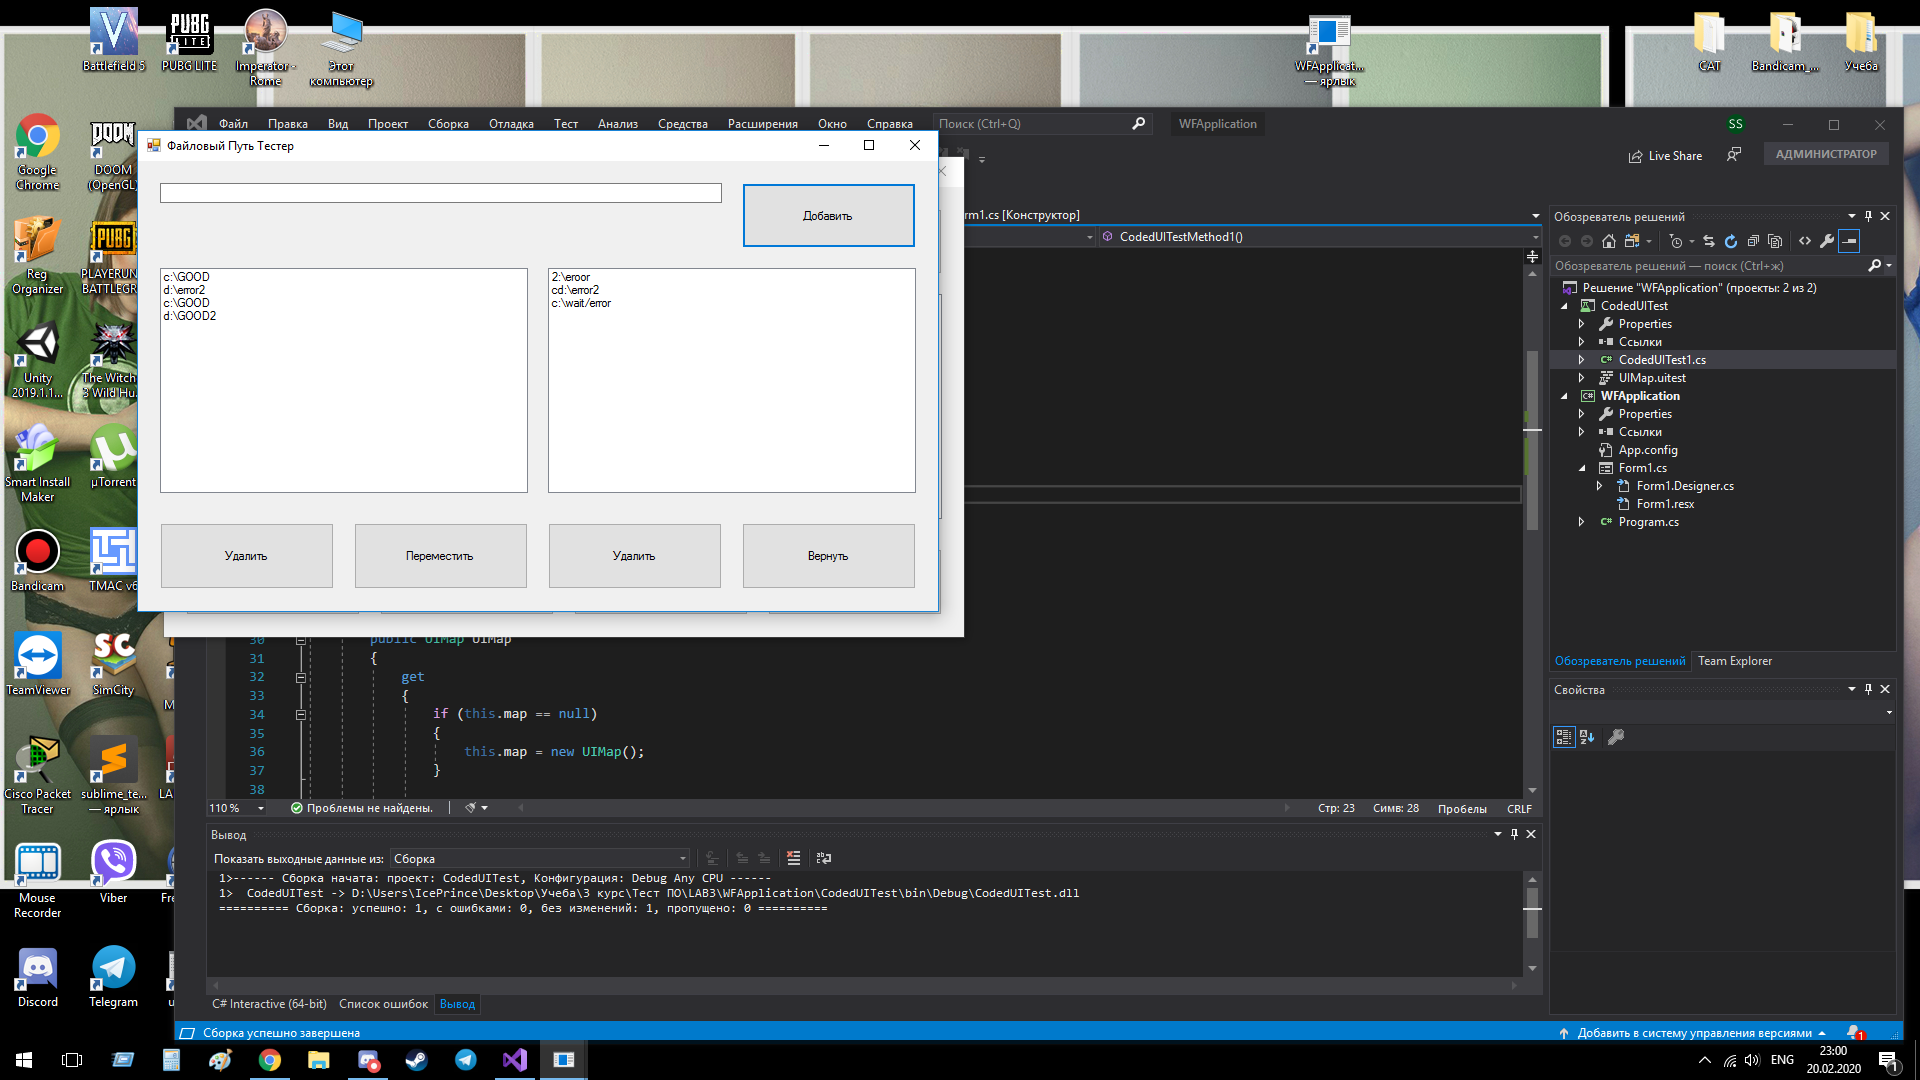 Battlefield 5
PUBG LITE
Imperator - Rome
Этот компьютер
WFApplicat... — ярлык
CAT
Bandicam_...
Учеба
Google Chrome
DOOM (OpenGL)
Reg Organizer
PLAYERUN
BATTLEGR
Unity 2019.1.1...
The Witch
3 Wild Hu.
Smart Install Maker
µTorrent
Bandicam
TMAC v6
TeamViewer
SimCity
Cisco Packet Tracer
sublime_te... — ярлык
Mouse Recorder
Viber
Discord
Telegram
Файл Правка Вид Проект Сборка Отладка Тест Анализ Средства Расширения Окно Справка
Поиск (Ctrl+Q)
WFApplication
SS
Live Share
АДМИНИСТРАТОР
Файловый Путь Тестер
Добавить
c:\GOOD
d:\error2
c:\GOOD
d:\GOOD2
2:\eroor
cd:\error2
c:\wait/error
Удалить
Переместить
Удалить
Вернуть
rm1.cs [Конструктор]
CodedUITestMethod1()
30 public UIMap UIMap
31 {
32 get
33 {
34 if (this.map == null)
35 {
36 this.map = new UIMap();
37 }
38
110 %
Проблемы не найдены.
Стр: 23 Симв: 28 Пробелы CRLF
Вывод
Показать выходные данные из: Сборка
1>------ Сборка начата: проект: CodedUITest, Конфигурация: Debug Any CPU ------
1> CodedUITest -> D:\Users\IcePrince\Desktop\Учеба\3 курс\Тест ПО\LAB3\WFApplication\CodedUITest\bin\Debug\CodedUITest.dll
========== Сборка: успешно: 1, с ошибками: 0, без изменений: 1, пропущено: 0 ==========
C# Interactive (64-bit) Список ошибок Вывод
Сборка успешно завершена
Добавить в систему управления версиями
Обозреватель решений
Обозреватель решений — поиск (Ctrl+ж)
Решение "WFApplication" (проекты: 2 из 2)
CodedUITest
Properties
Ссылки
CodedUITest1.cs
UIMap.uitest
WFApplication
Properties
Ссылки
App.config
Form1.cs
Form1.Designer.cs
Form1.resx
Program.cs
Обозреватель решений Team Explorer
Свойства
ENG
23:00
20.02.2020